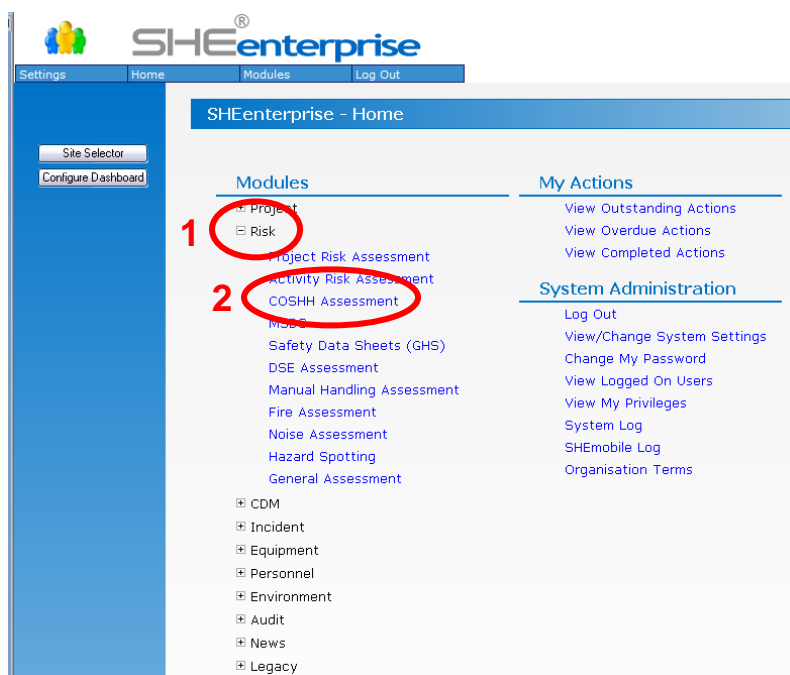 SHE®enterprise
Settings Home Modules Log Out
SHEenterprise - Home
Site Selector
Configure Dashboard
Modules
Project
1
Risk
Project Risk Assessment
Activity Risk Assessment
2
COSHH Assessment
MSDS
Safety Data Sheets (GHS)
DSE Assessment
Manual Handling Assessment
Fire Assessment
Noise Assessment
Hazard Spotting
General Assessment
CDM
Incident
Equipment
Personnel
Environment
Audit
News
Legacy
My Actions
View Outstanding Actions
View Overdue Actions
View Completed Actions
System Administration
Log Out
View/Change System Settings
Change My Password
View Logged On Users
View My Privileges
System Log
SHEmobile Log
Organisation Terms